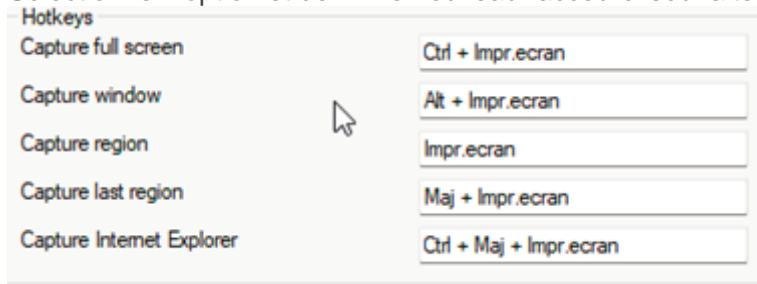 Hotkeys
Capture full screen Ctrl + Impr.ecran
Capture window Alt + Impr.ecran
Capture region Impr.ecran
Capture last region Maj + Impr.ecran
Capture Internet Explorer Ctrl + Maj + Impr.ecran